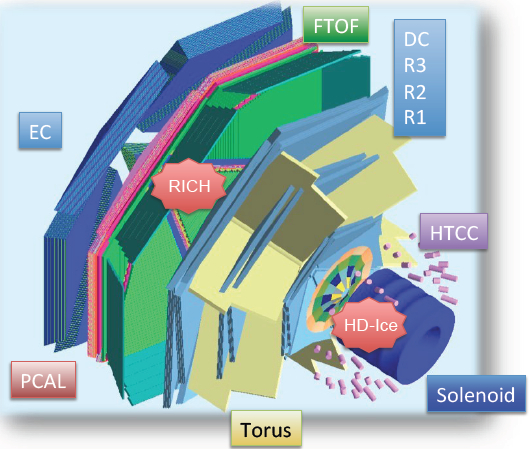 FTOF
DC
R3
R2
R1
EC
RICH
HTCC
HD-Ice
PCAL
Solenoid
Torus